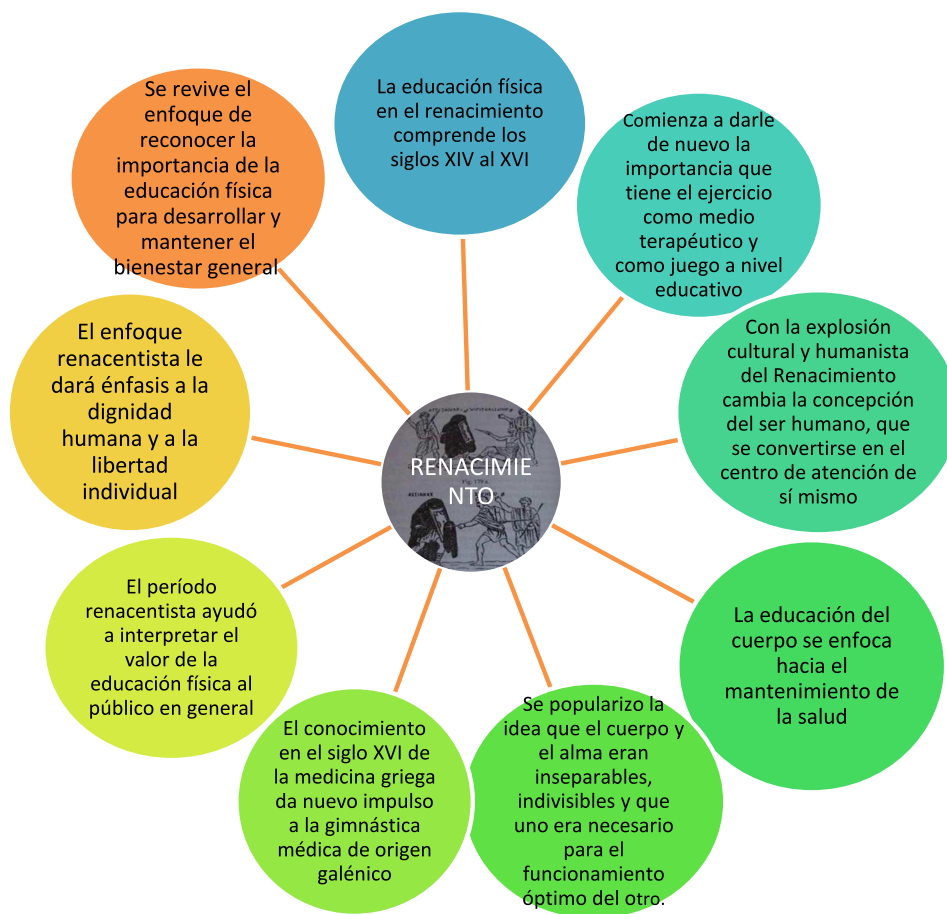 La educación física
en el renacimiento
comprende los
siglos XIV al XVI
Comienza a darle
de nuevo la
importancia que
tiene el ejercicio
como medio
terapéutico y
como juego a nivel
educativo
Con la explosión
cultural y humanista
del Renacimiento
cambia la concepción
del ser humano, que
se convertirse en el
centro de atención de
sí mismo
La educación del
cuerpo se enfoca
hacia el
mantenimiento de
la salud
Se popularizo la
idea que el cuerpo y
el alma eran
inseparables,
indivisibles y que
uno era necesario
para el
funcionamiento
óptimo del otro.
El conocimiento
en el siglo XVI de
la medicina griega
da nuevo impulso
a la gimnástica
médica de origen
galénico
El período
renacentista ayudó
a interpretar el
valor de la
educación física al
público en general
El enfoque
renacentista le
dará énfasis a la
dignidad
humana y a la
libertad
individual
Se revive el
enfoque de
reconocer la
importancia de la
educación física
para desarrollar y
mantener el
bienestar general
RENACIMIE
NTO